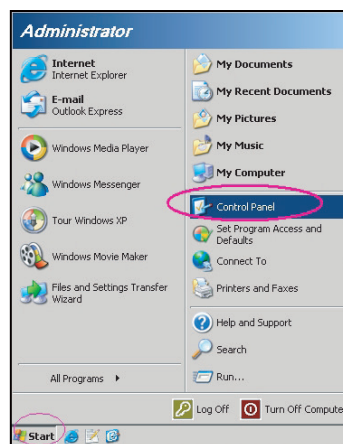 Administrator
Internet
Internet Explorer
E-mail
Outlook Express
Windows Media Player
Windows Messenger
Tour Windows XP
Windows Movie Maker
Files and Settings Transfer
Wizard
All Programs
My Documents
My Recent Documents
My Pictures
My Music
My Computer
Control Panel
Set Program Access and
Defaults
Connect To
Printers and Faxes
Help and Support
Search
Run...
Log Off
Turn Off Compute
Start